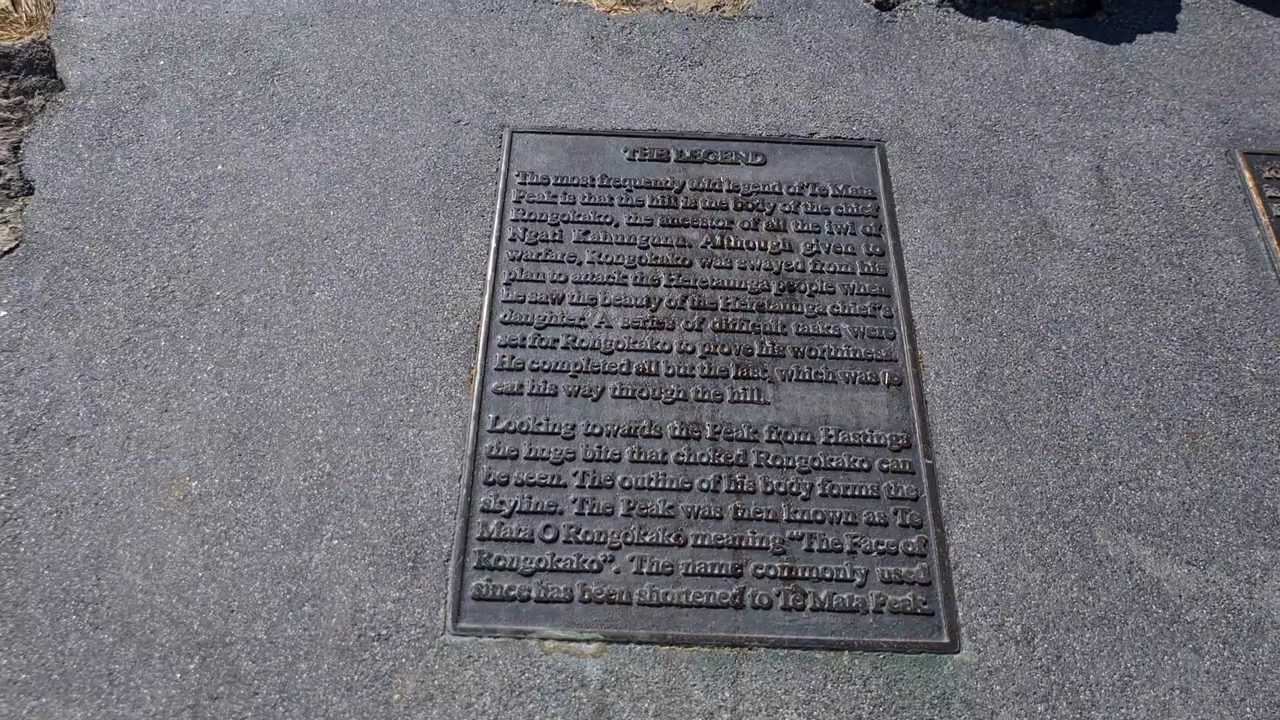 THE LEGEND
The most frequently told legend of Te Mata
Peak is that the hill is the body of the chief
Rongokako, the ancestor of all the iwi of
Ngati Kahungunu. Although given to
warfare, Rongokako was swayed from his
plan to attack the Heretaunga people when
he saw the beauty of the Heretaunga chief's
daughter. A series of difficult tasks were
set for Rongokako to prove his worthiness.
He completed all but the last, which was to
eat his way through the hill.
Looking towards the Peak from Hastings
the huge bite that choked Rongokako can
be seen. The outline of his body forms the
skyline. The Peak was then known as Te
Mata O Rongokako meaning "The Face of
Rongokako". The name commonly used
since has been shortened to Te Mata Peak.